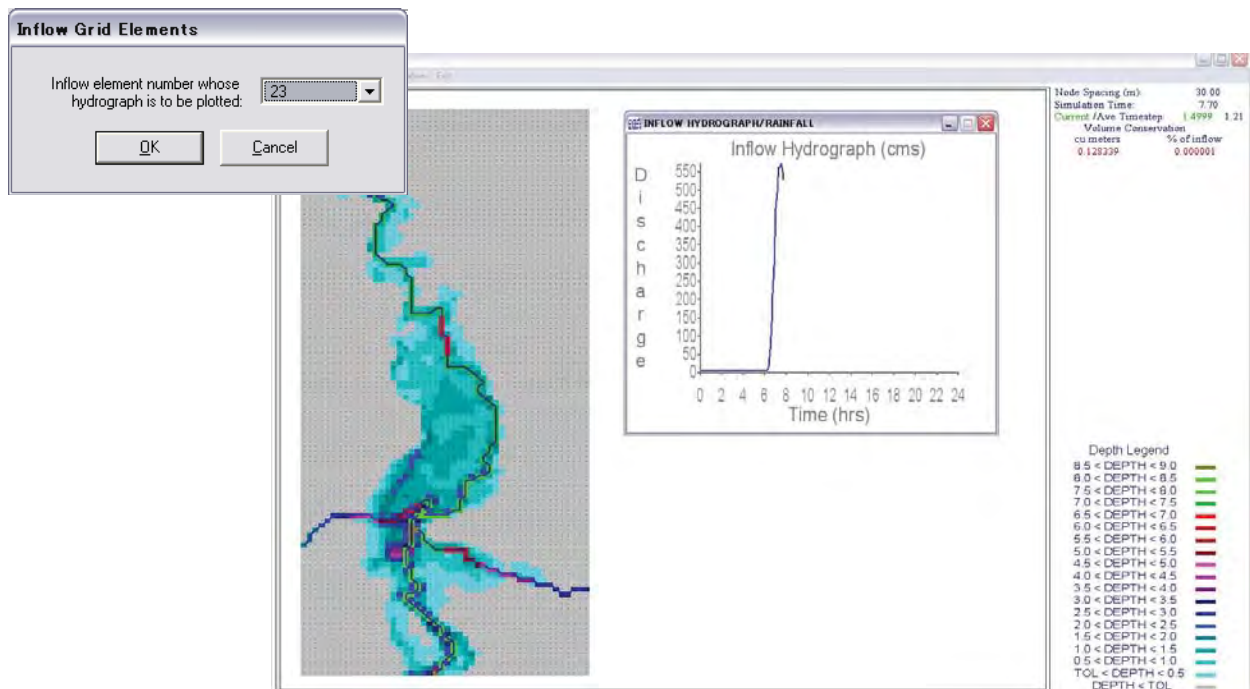 Inflow Grid Elements
Inflow element number whose
hydrograph is to be plotted:
23
OK
Cancel
Exit
Node Spacing (m): 30.00
Simulation Time: 7.70
Current /Ave Timestep 1.4999 1.21
Volume Conservation
cu meters % of inflow
0.128339 0.000001
INFLOW HYDROGRAPH/RAINFALL
Inflow Hydrograph (cms)
Discharge
550
500
450
400
350
300
250
200
150
100
50
0
0 2 4 6 8 10 12 14 16 18 20 22 24
Time (hrs)
Depth Legend
8.5 < DEPTH < 9.0
8.0 < DEPTH < 8.5
7.5 < DEPTH < 8.0
7.0 < DEPTH < 7.5
6.5 < DEPTH < 7.0
6.0 < DEPTH < 6.5
5.5 < DEPTH < 6.0
5.0 < DEPTH < 5.5
4.5 < DEPTH < 5.0
4.0 < DEPTH < 4.5
3.5 < DEPTH < 4.0
3.0 < DEPTH < 3.5
2.5 < DEPTH < 3.0
2.0 < DEPTH < 2.5
1.5 < DEPTH < 2.0
1.0 < DEPTH < 1.5
0.5 < DEPTH < 1.0
TOL < DEPTH < 0.5
DEPTH < TOL